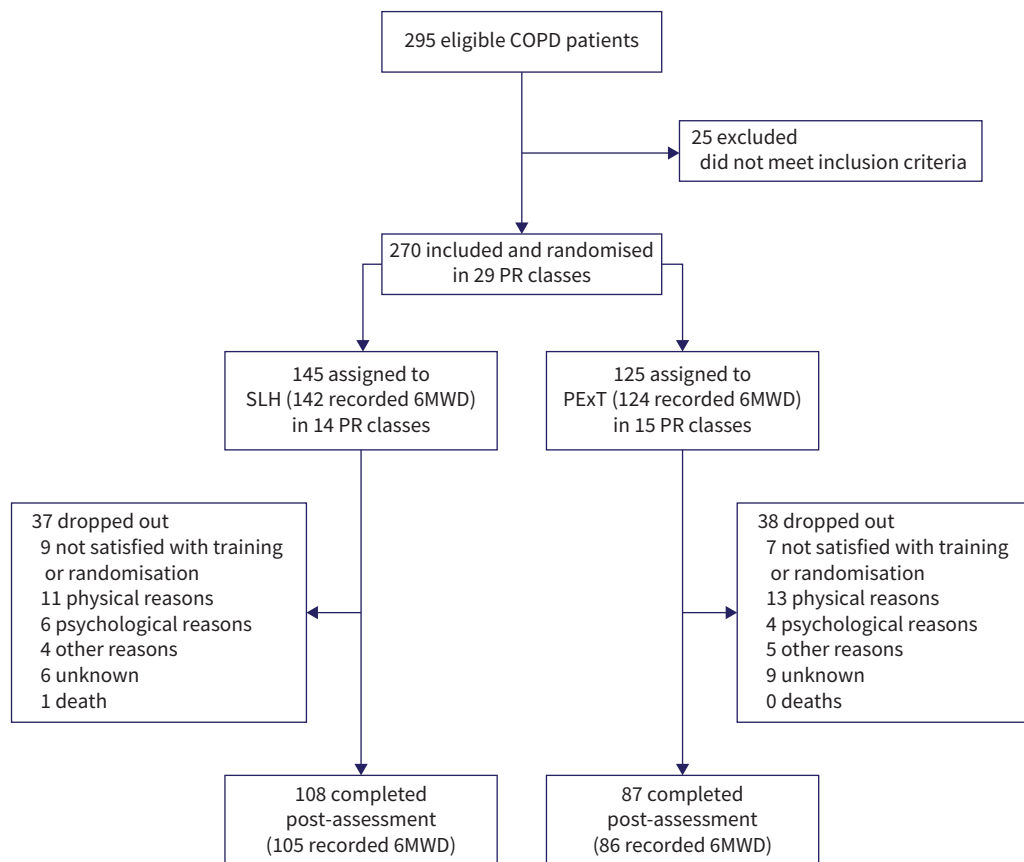 295 eligible COPD patients
25 excluded
did not meet inclusion criteria
270 included and randomised
in 29 PR classes
145 assigned to
SLH (142 recorded 6MWD)
in 14 PR classes
125 assigned to
PExT (124 recorded 6MWD)
in 15 PR classes
37 dropped out
9 not satisfied with training
or randomisation
11 physical reasons
6 psychological reasons
4 other reasons
6 unknown
1 death
38 dropped out
7 not satisfied with training
or randomisation
13 physical reasons
4 psychological reasons
5 other reasons
9 unknown
0 deaths
108 completed
post-assessment
(105 recorded 6MWD)
87 completed
post-assessment
(86 recorded 6MWD)